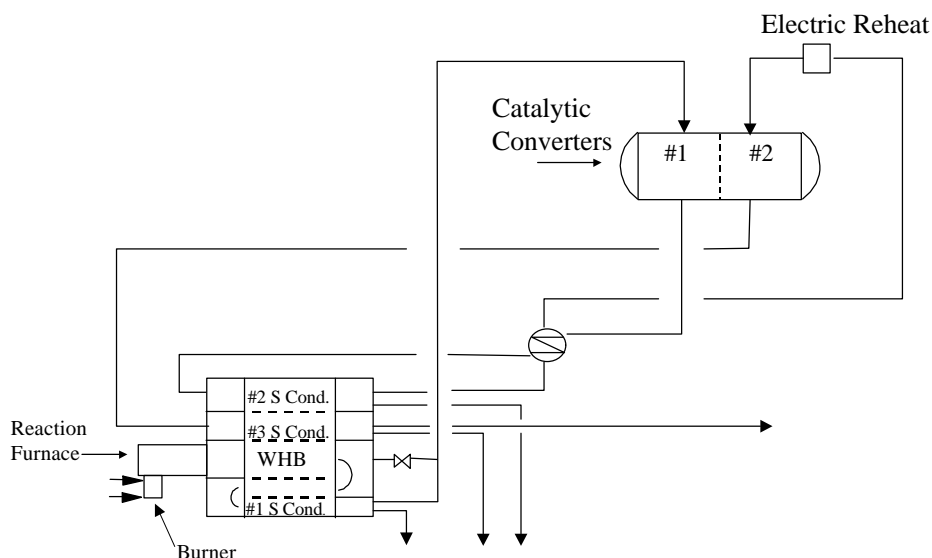 Electric Reheat
Catalytic
Converters
#1
#2
#2 S Cond.
#3 S Cond.
WHB
#1 S Cond.
Reaction
Furnace
Burner